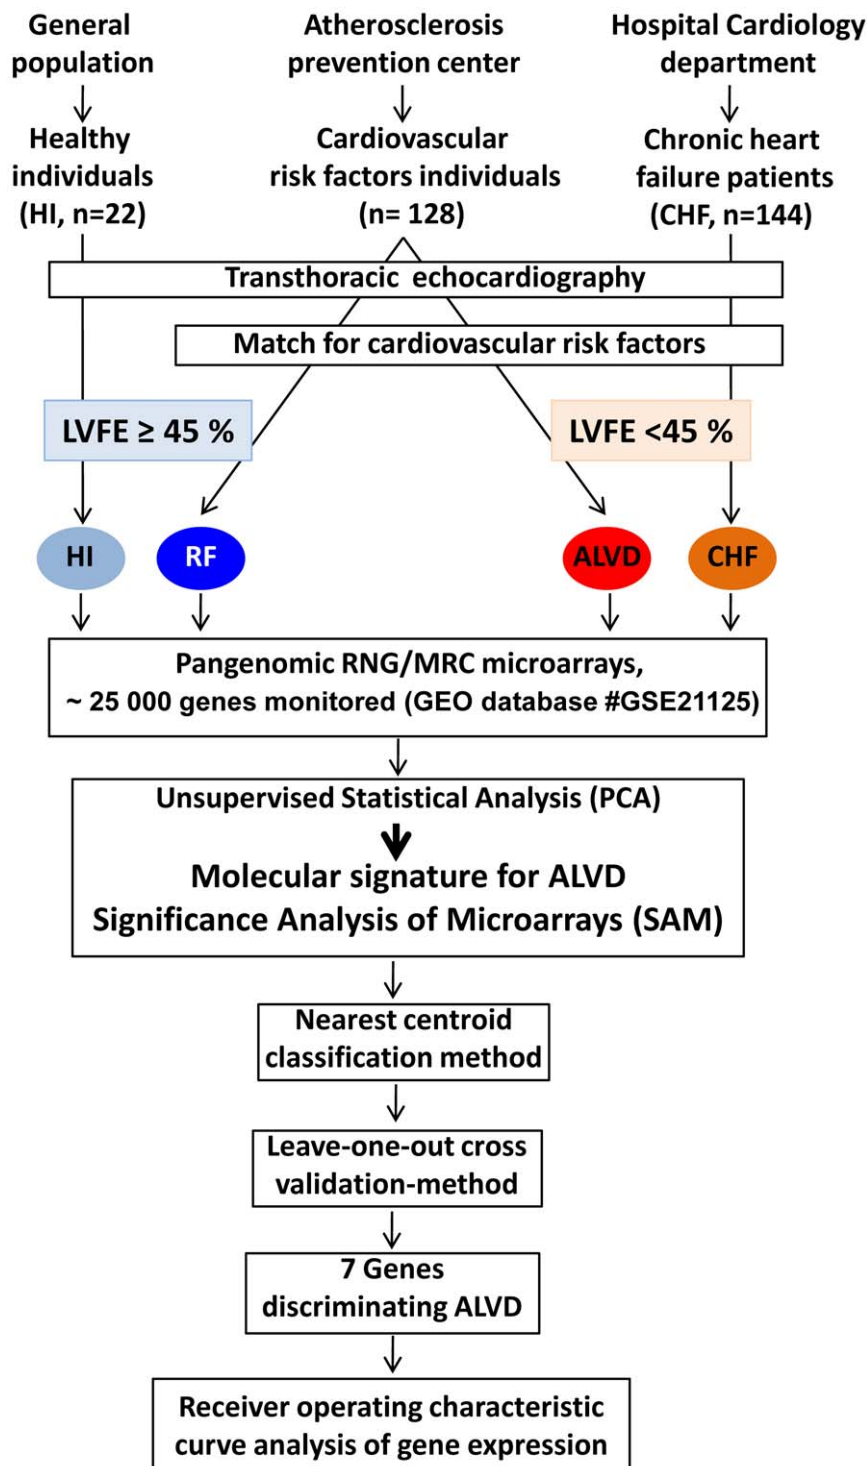 General
population
Atherosclerosis
prevention center
Hospital Cardiology
department
Healthy
individuals
(HI, n=22)
Cardiovascular
risk factors individuals
(n= 128)
Chronic heart
failure patients
(CHF, n=144)
Transthoracic echocardiography
Match for cardiovascular risk factors
LVFE ≥ 45 %
LVFE <45 %
HI
RF
ALVD
CHF
Pangenomic RNG/MRC microarrays,
~ 25 000 genes monitored (GEO database #GSE21125)
Unsupervised Statistical Analysis (PCA)
Molecular signature for ALVD
Significance Analysis of Microarrays (SAM)
Nearest centroid
classification method
Leave-one-out cross
validation-method
7 Genes
discriminating ALVD
Receiver operating characteristic
curve analysis of gene expression